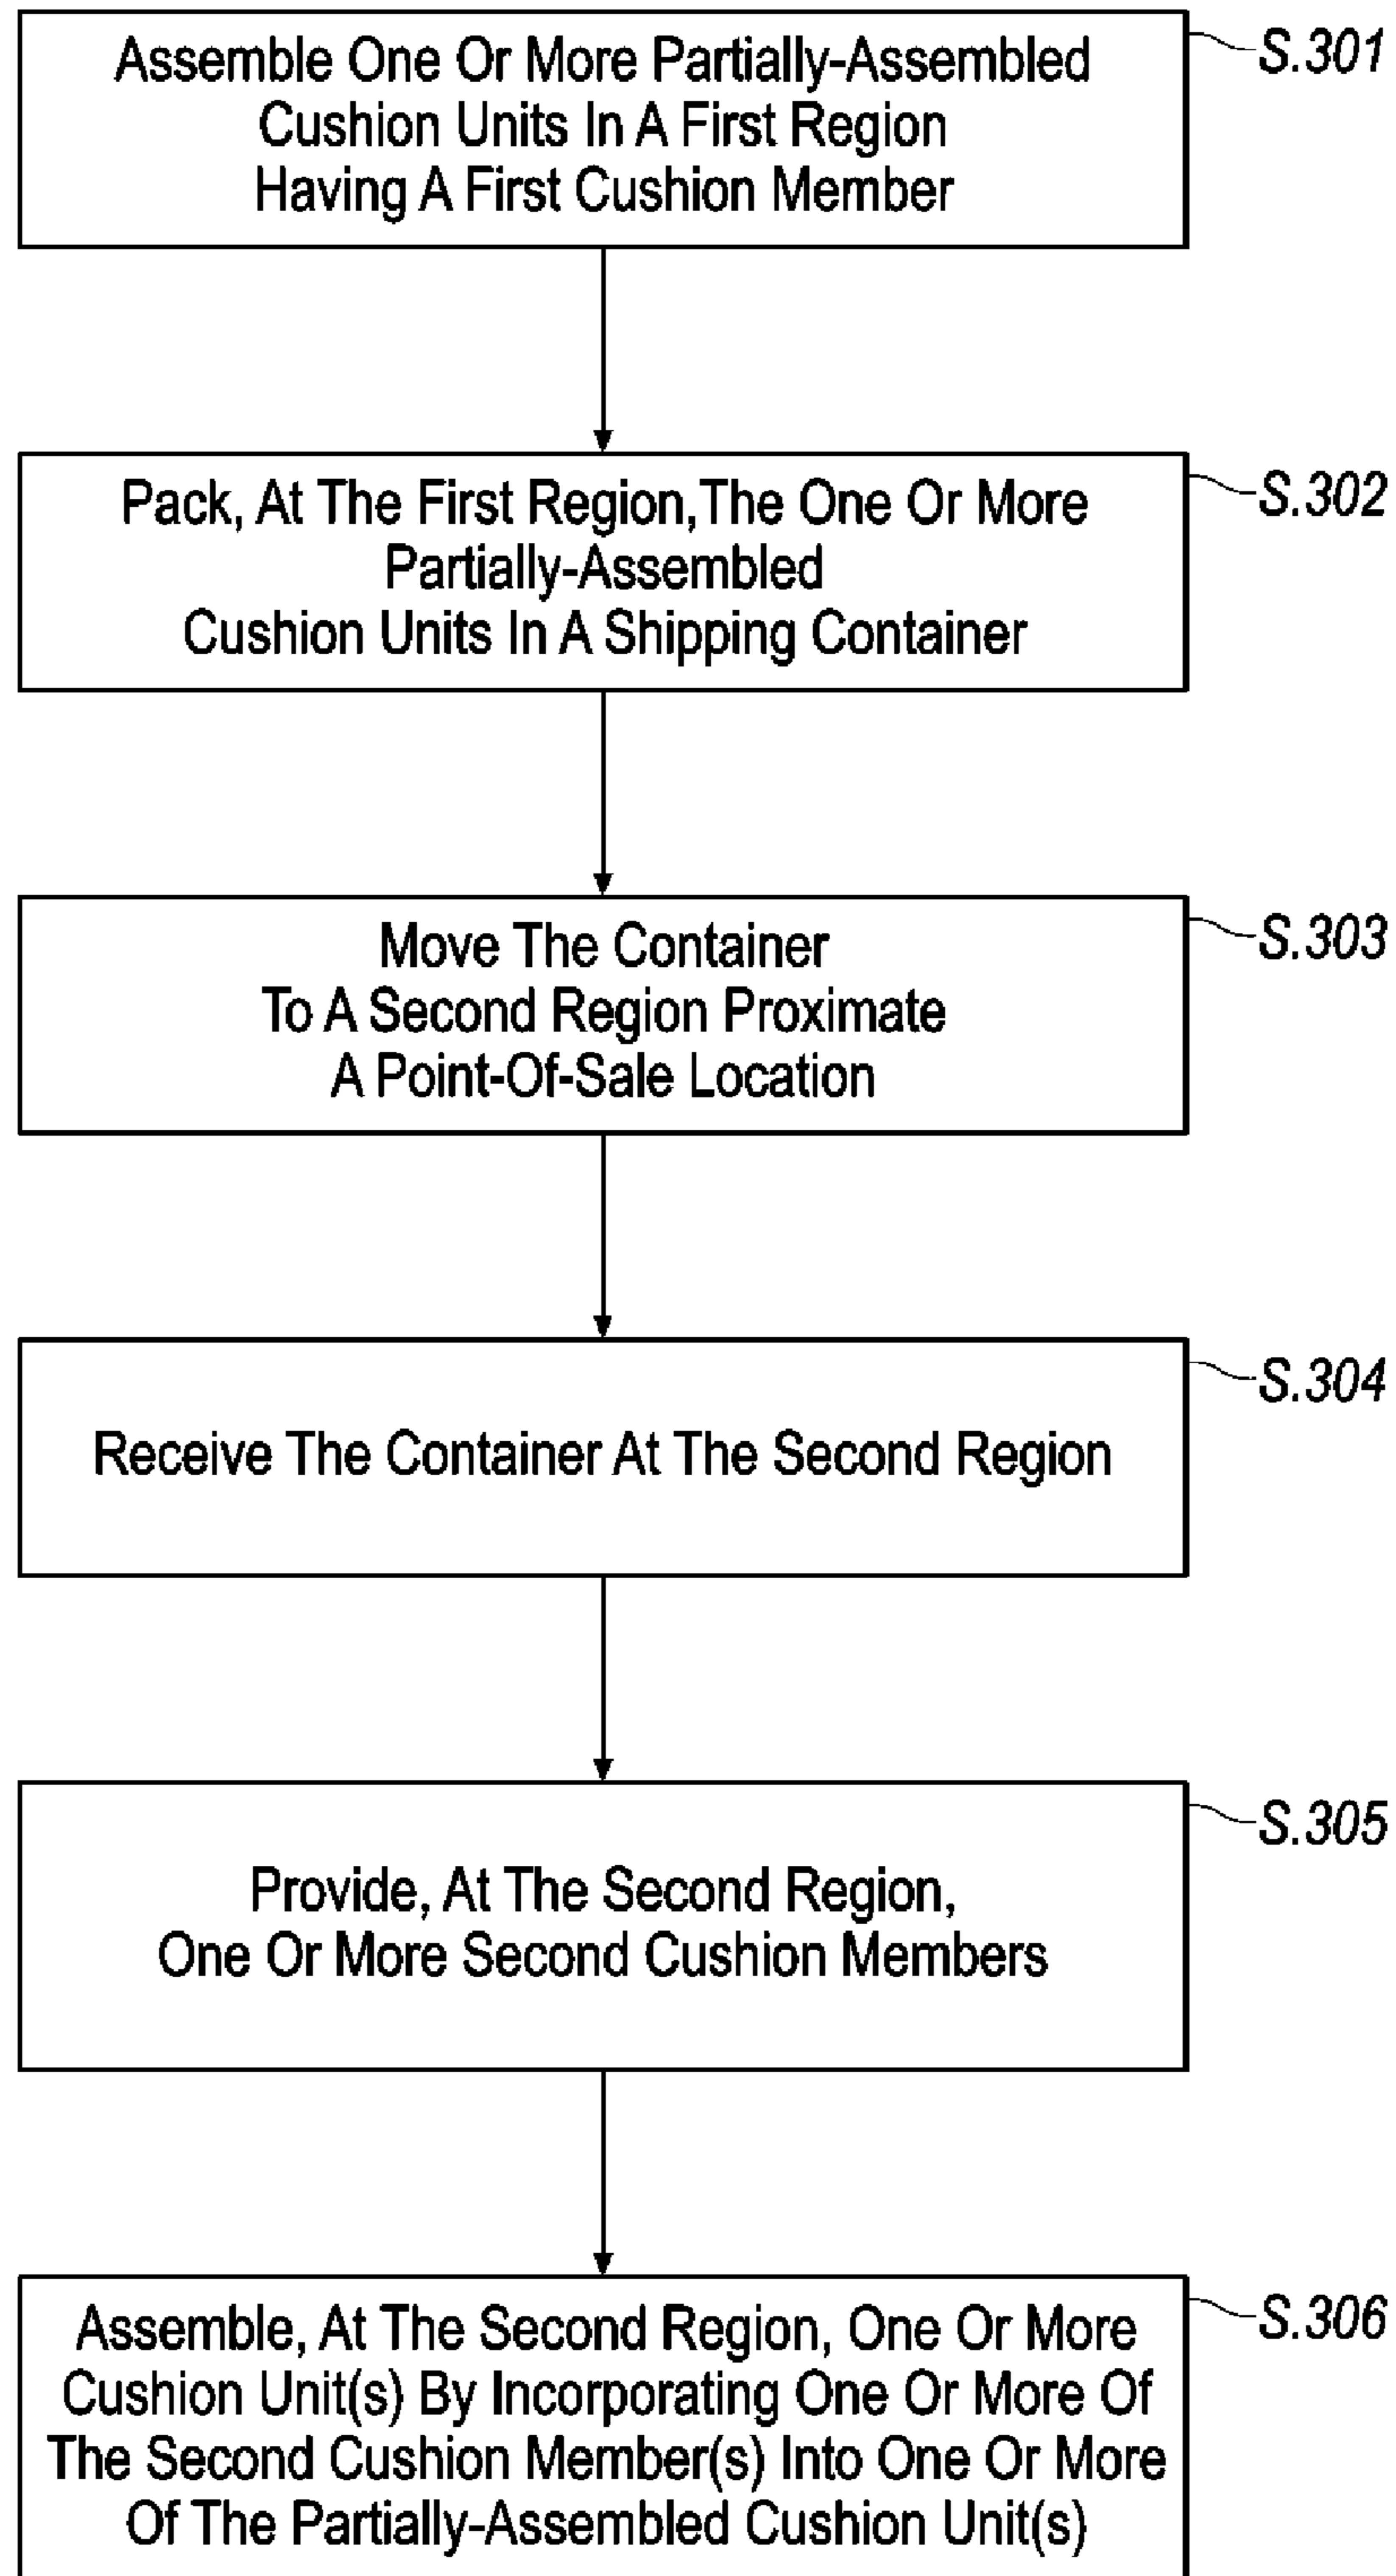 Assemble One Or More Partially-Assembled
Cushion Units In A First Region
Having A First Cushion Member
S.301
Pack, At The First Region,The One Or More
Partially-Assembled
Cushion Units In A Shipping Container
S.302
Move The Container
To A Second Region Proximate
A Point-Of-Sale Location
S.303
Receive The Container At The Second Region
S.304
Provide, At The Second Region,
One Or More Second Cushion Members
S.305
Assemble, At The Second Region, One Or More
Cushion Unit(s) By Incorporating One Or More Of
The Second Cushion Member(s) Into One Or More
Of The Partially-Assembled Cushion Unit(s)
S.306